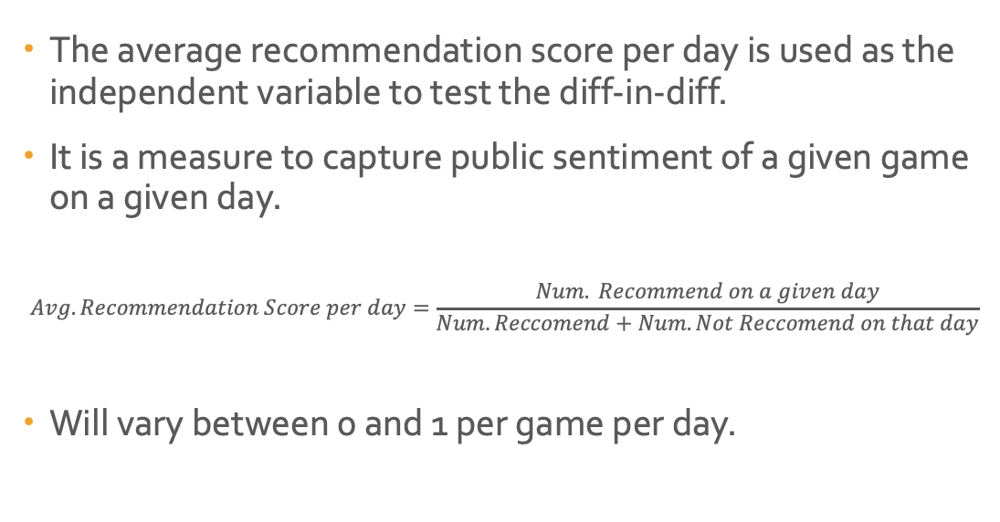 • The average recommendation score per day is used as the
independent variable to test the diff-in-diff.
• It is a measure to capture public sentiment of a given game
on a given day.
Num. Recommend on a given day
Avg. Recommendation Score per day =
Num. Reccomend + Num. Not Reccomend on that day
• Will vary between 0 and 1 per game per day.